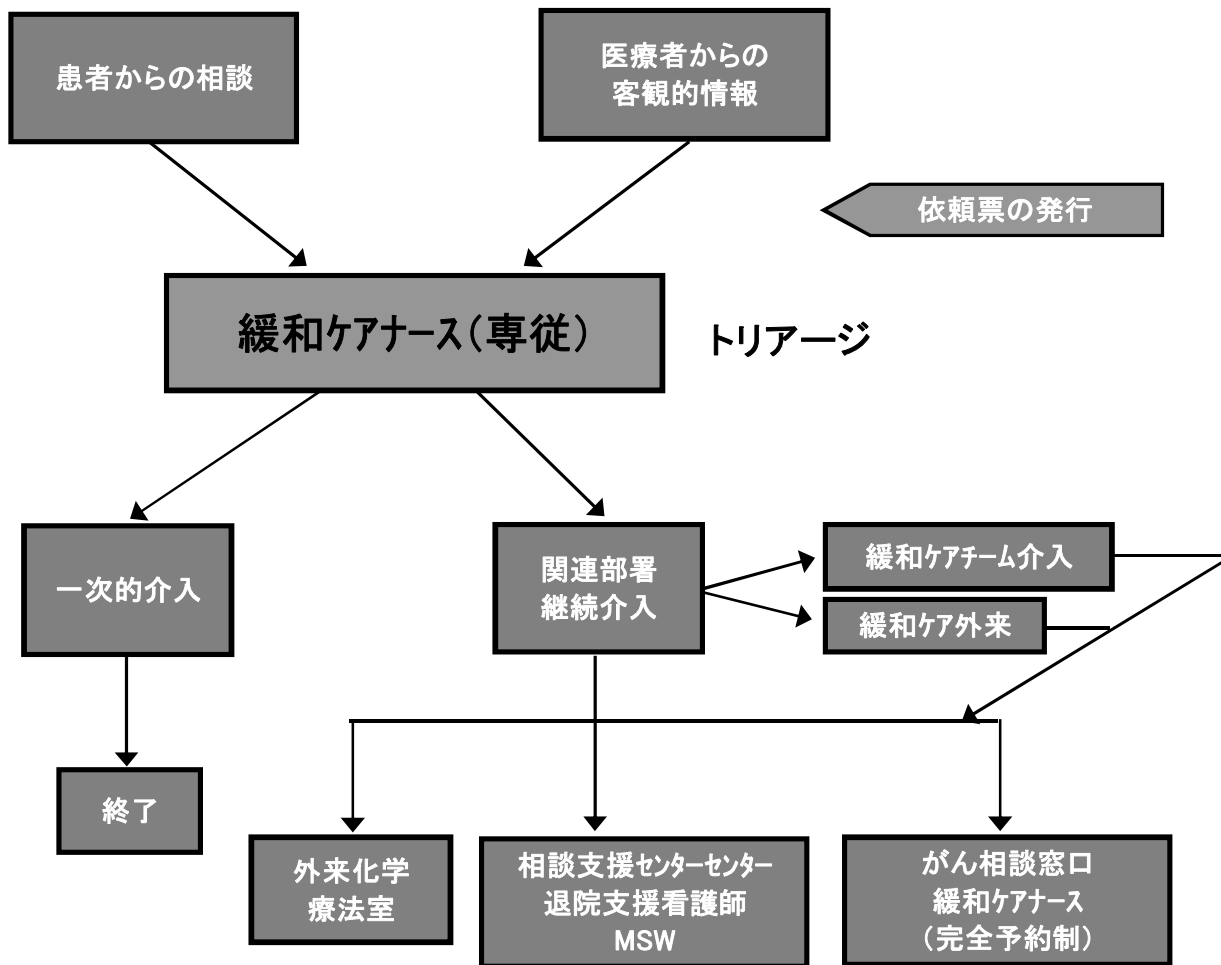 患者からの相談
医療者からの
客観的情報
依頼票の発行
緩和ケアナース（専従）
トリアージ
一次的介入
関連部署
継続介入
緩和ケアチーム介入
緩和ケア外来
終了
外来化学
療法室
相談支援センターセンター
退院支援看護師
MSW
がん相談窓口
緩和ケアナース
（完全予約制）